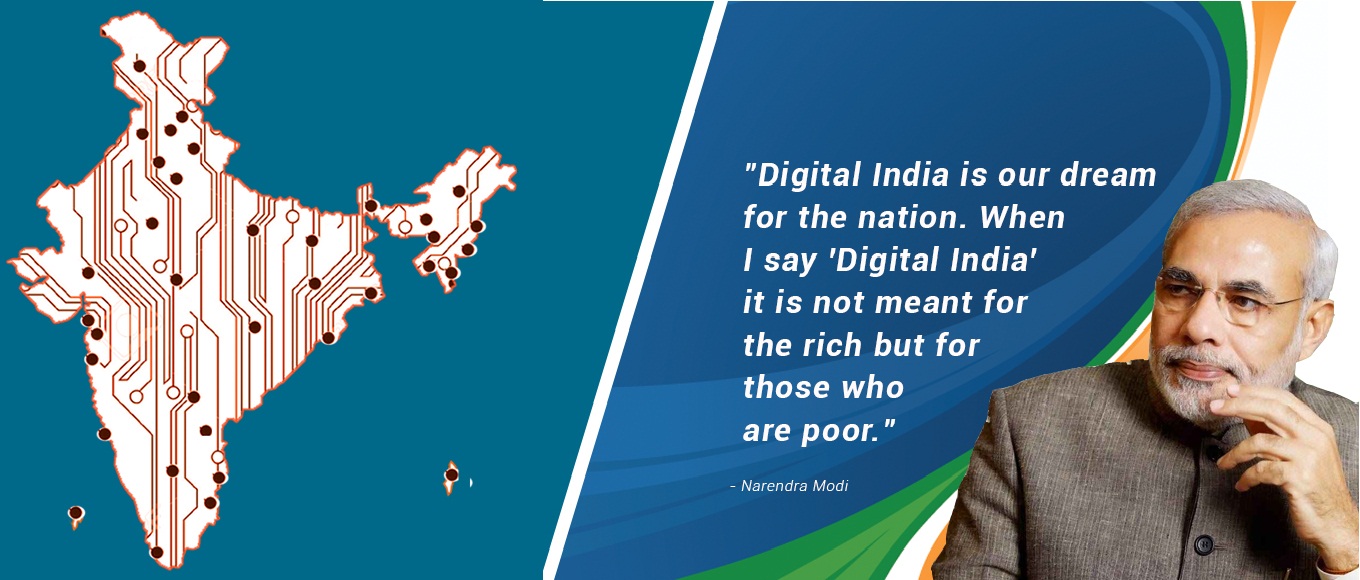 "Digital India is our dream
for the nation. When
I say 'Digital India'
it is not meant for
the rich but for
those who
are poor."
- Narendra Modi